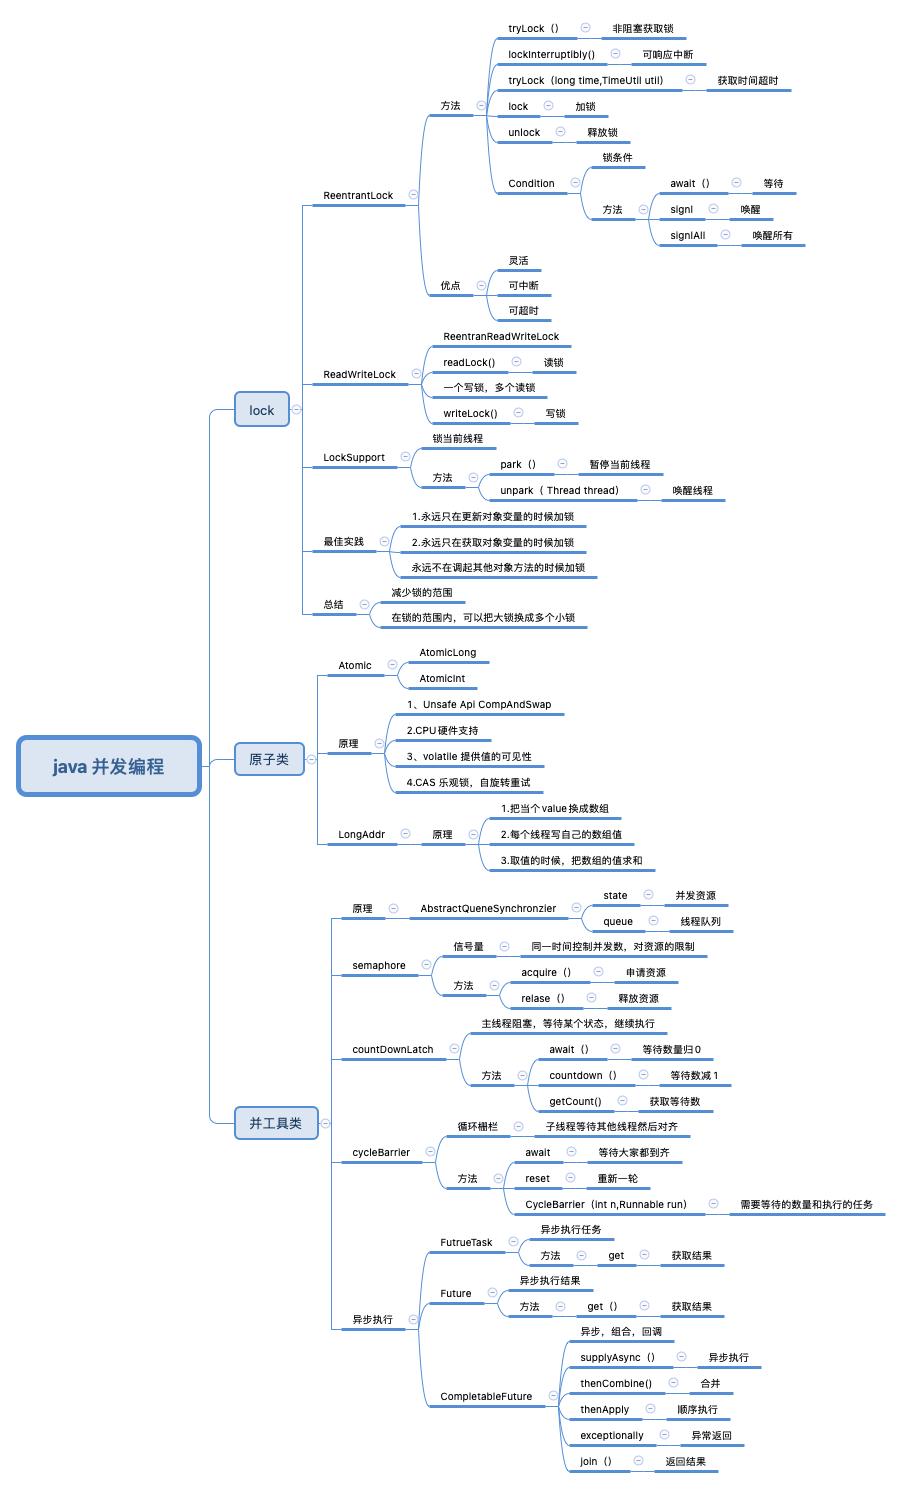 java 并发编程
lock
ReentrantLock
方法
tryLock（）
非阻塞获取锁
lockInterruptibly()
可响应中断
tryLock（long time,TimeUtil util)
获取时间超时
lock
加锁
unlock
释放锁
Condition
锁条件
方法
await（）
等待
signl
唤醒
signlAll
唤醒所有
优点
灵活
可中断
可超时
ReadWriteLock
ReentranReadWriteLock
readLock()
读锁
一个写锁，多个读锁
writeLock()
写锁
LockSupport
锁当前线程
方法
park（）
暂停当前线程
unpark（ Thread thread)
唤醒线程
最佳实践
1.永远只在更新对象变量的时候加锁
2.永远只在获取对象变量的时候加锁
永远不在调起其他对象方法的时候加锁
总结
减少锁的范围
在锁的范围内，可以把大锁换成多个小锁
原子类
Atomic
AtomicLong
AtomicInt
原理
1、Unsafe Api CompAndSwap
2.CPU 硬件支持
3、volatile 提供值的可见性
4.CAS 乐观锁，自旋转重试
LongAddr
原理
1.把当个 value 换成数组
2.每个线程写自己的数组值
3.取值的时候，把数组的值求和
并工具类
原理
AbstractQueneSynchronzier
state
并发资源
queue
线程队列
semaphore
信号量
同一时间控制并发数，对资源的限制
方法
acquire（）
申请资源
relase（）
释放资源
countDownLatch
主线程阻塞，等待某个状态，继续执行
方法
await（）
等待数量归0
countdown（）
等待数减 1
getCount()
获取等待数
cycleBarrier
循环栅栏
子线程等待其他线程然后对齐
方法
await
等待大家都到齐
reset
重新一轮
CycleBarrier（int n,Runnable run)
需要等待的数量和执行的任务
异步执行
FutrueTask
异步执行任务
方法
get
获取结果
Future
异步执行结果
方法
get（）
获取结果
CompletableFuture
异步，组合，回调
supplyAsync（）
异步执行
thenCombine()
合并
thenApply
顺序执行
exceptionally
异常返回
join（）
返回结果